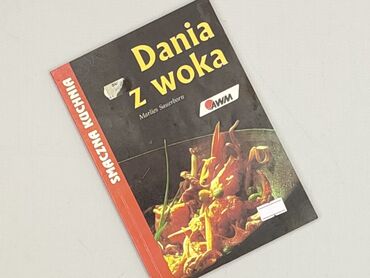 SMACZNA KUCHNIA
Dania
z woka
Marlies Sauerborn
AWM